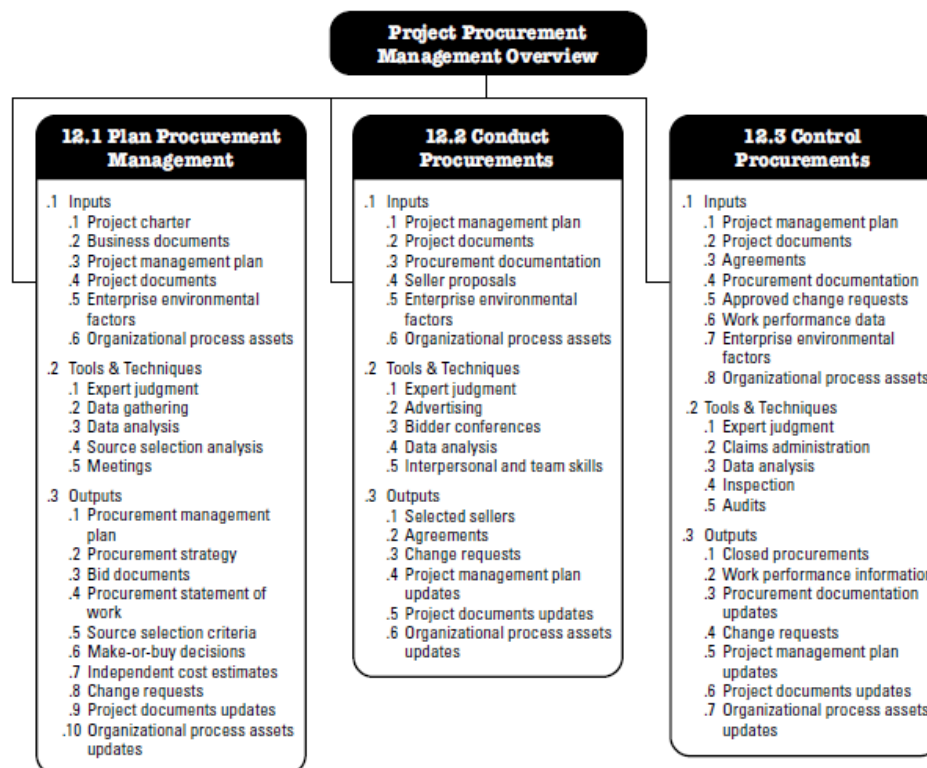 Project Procurement
Management Overview
12.1 Plan Procurement
Management
.1 Inputs
.1 Project charter
.2 Business documents
.3 Project management plan
.4 Project documents
.5 Enterprise environmental
factors
.6 Organizational process assets
.2 Tools & Techniques
.1 Expert judgment
.2 Data gathering
.3 Data analysis
.4 Source selection analysis
.5 Meetings
.3 Outputs
.1 Procurement management
plan
.2 Procurement strategy
.3 Bid documents
.4 Procurement statement of
work
.5 Source selection criteria
.6 Make-or-buy decisions
.7 Independent cost estimates
.8 Change requests
.9 Project documents updates
.10 Organizational process assets
updates
12.2 Conduct
Procurements
.1 Inputs
.1 Project management plan
.2 Project documents
.3 Procurement documentation
.4 Seller proposals
.5 Enterprise environmental
factors
.6 Organizational process assets
.2 Tools & Techniques
.1 Expert judgment
.2 Advertising
.3 Bidder conferences
.4 Data analysis
.5 Interpersonal and team skills
.3 Outputs
.1 Selected sellers
.2 Agreements
.3 Change requests
.4 Project management plan
updates
.5 Project documents updates
.6 Organizational process assets
updates
12.3 Control
Procurements
.1 Inputs
.1 Project management plan
.2 Project documents
.3 Agreements
.4 Procurement documentation
.5 Approved change requests
.6 Work performance data
.7 Enterprise environmental
factors
.8 Organizational process assets
.2 Tools & Techniques
.1 Expert judgment
.2 Claims administration
.3 Data analysis
.4 Inspection
.5 Audits
.3 Outputs
.1 Closed procurements
.2 Work performance information
.3 Procurement documentation
updates
.4 Change requests
.5 Project management plan
updates
.6 Project documents updates
.7 Organizational process assets
updates